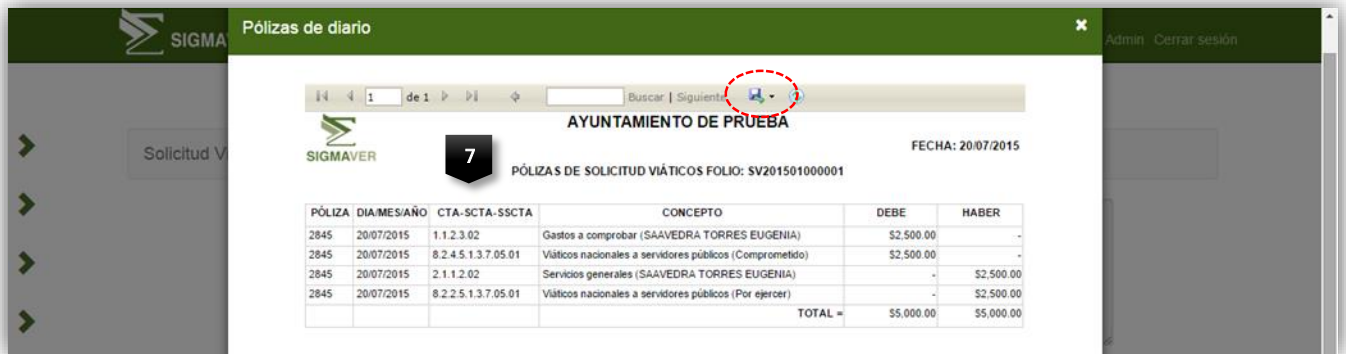 SIGMA
Pólizas de diario
Admin Cerrar sesión
1 de 1 Buscar | Siguiente
AYUNTAMIENTO DE PRUEBA
SIGMAVER
FECHA: 20/07/2015
7
PÓLIZAS DE SOLICITUD VIÁTICOS FOLIO: SV201501000001
Solicitud V
PÓLIZA DIA/MES/AÑO CTA-SCTA-SSCTA CONCEPTO DEBE HABER
2845 20/07/2015 1.1.2.3.02 Gastos a comprobar (SAAVEDRA TORRES EUGENIA) $2,500.00 -
2845 20/07/2015 8.2.4.5.1.3.7.05.01 Viáticos nacionales a servidores públicos (Comprometido) $2,500.00 -
2845 20/07/2015 2.1.1.2.02 Servicios generales (SAAVEDRA TORRES EUGENIA) - $2,500.00
2845 20/07/2015 8.2.2.5.1.3.7.05.01 Viáticos nacionales a servidores públicos (Por ejercer) - $2,500.00
TOTAL = $5,000.00 $5,000.00